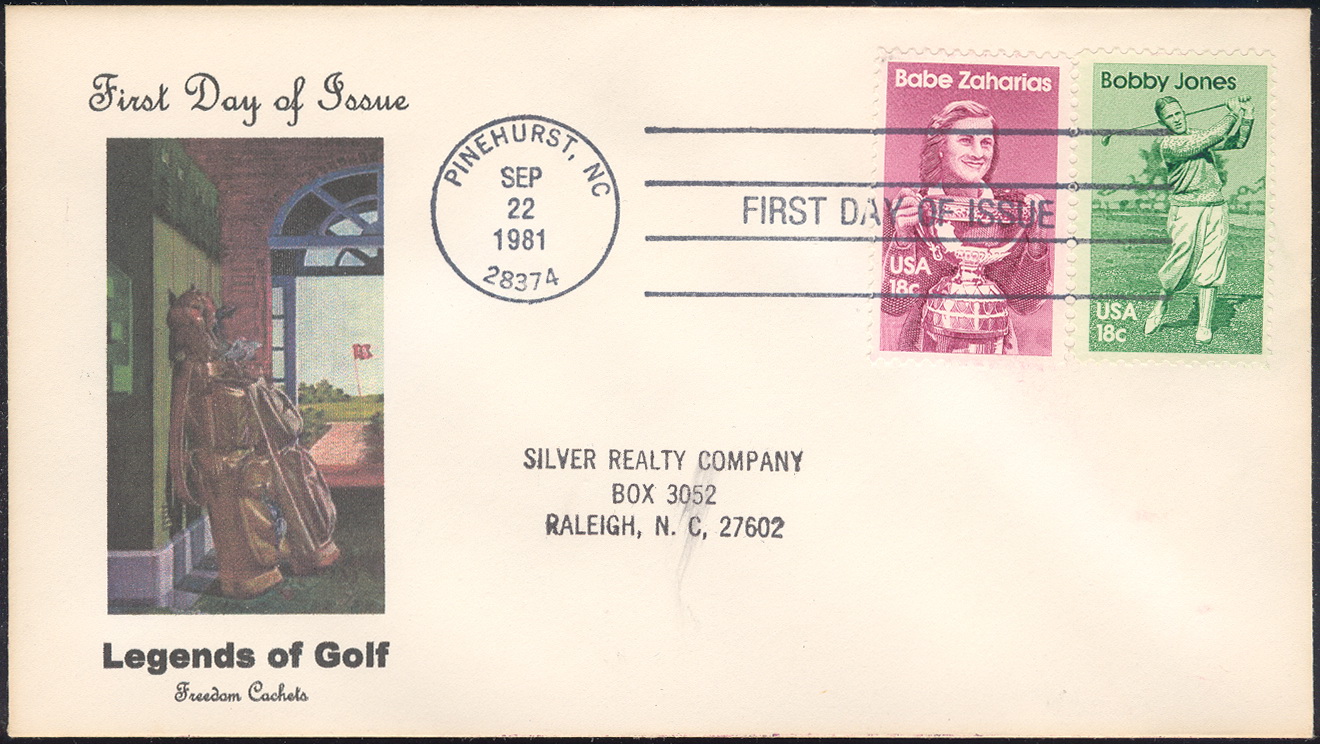 First Day of Issue
PINEHURST, NC
SEP
22
1981
28374
FIRST DAY OF ISSUE
Babe Zaharias
USA
18c
Bobby Jones
USA
18c
SILVER REALTY COMPANY
BOX 3052
RALEIGH, N. C, 27602
Legends of Golf
Freedom Cachets